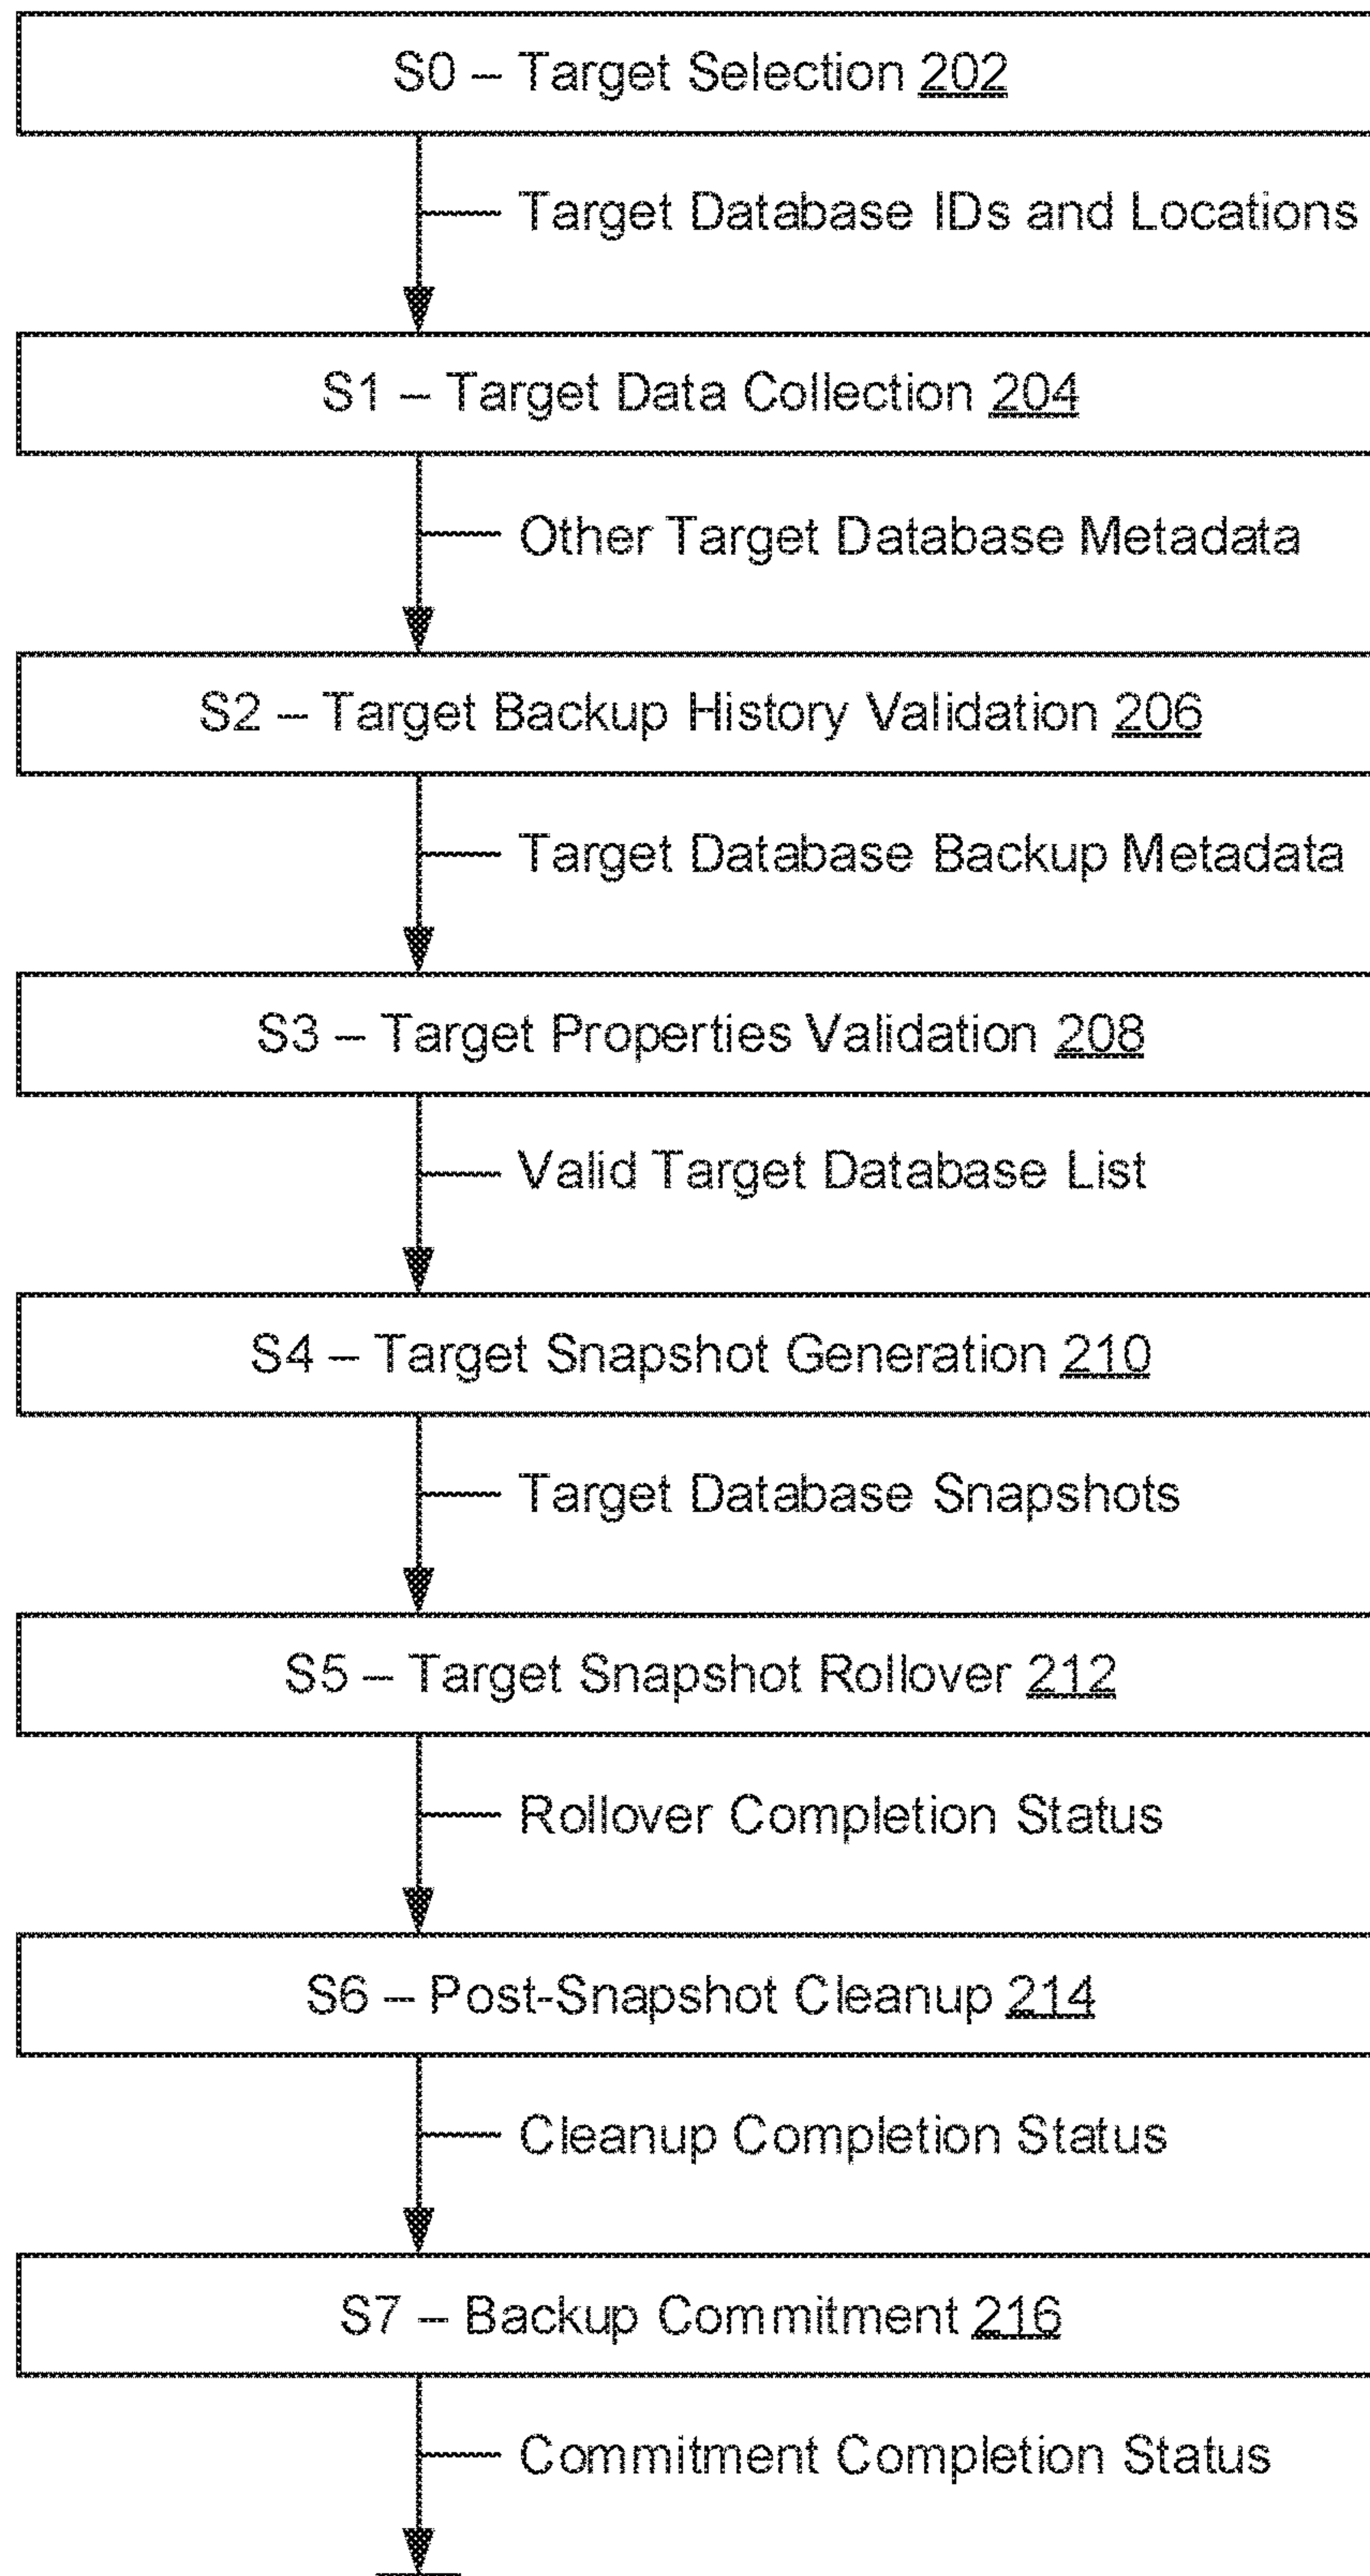 S0 – Target Selection 202
Target Database IDs and Locations
S1 – Target Data Collection 204
Other Target Database Metadata
S2 – Target Backup History Validation 206
Target Database Backup Metadata
S3 – Target Properties Validation 208
Valid Target Database List
S4 – Target Snapshot Generation 210
Target Database Snapshots
S5 – Target Snapshot Rollover 212
Rollover Completion Status
S6 – Post-Snapshot Cleanup 214
Cleanup Completion Status
S7 – Backup Commitment 216
Commitment Completion Status